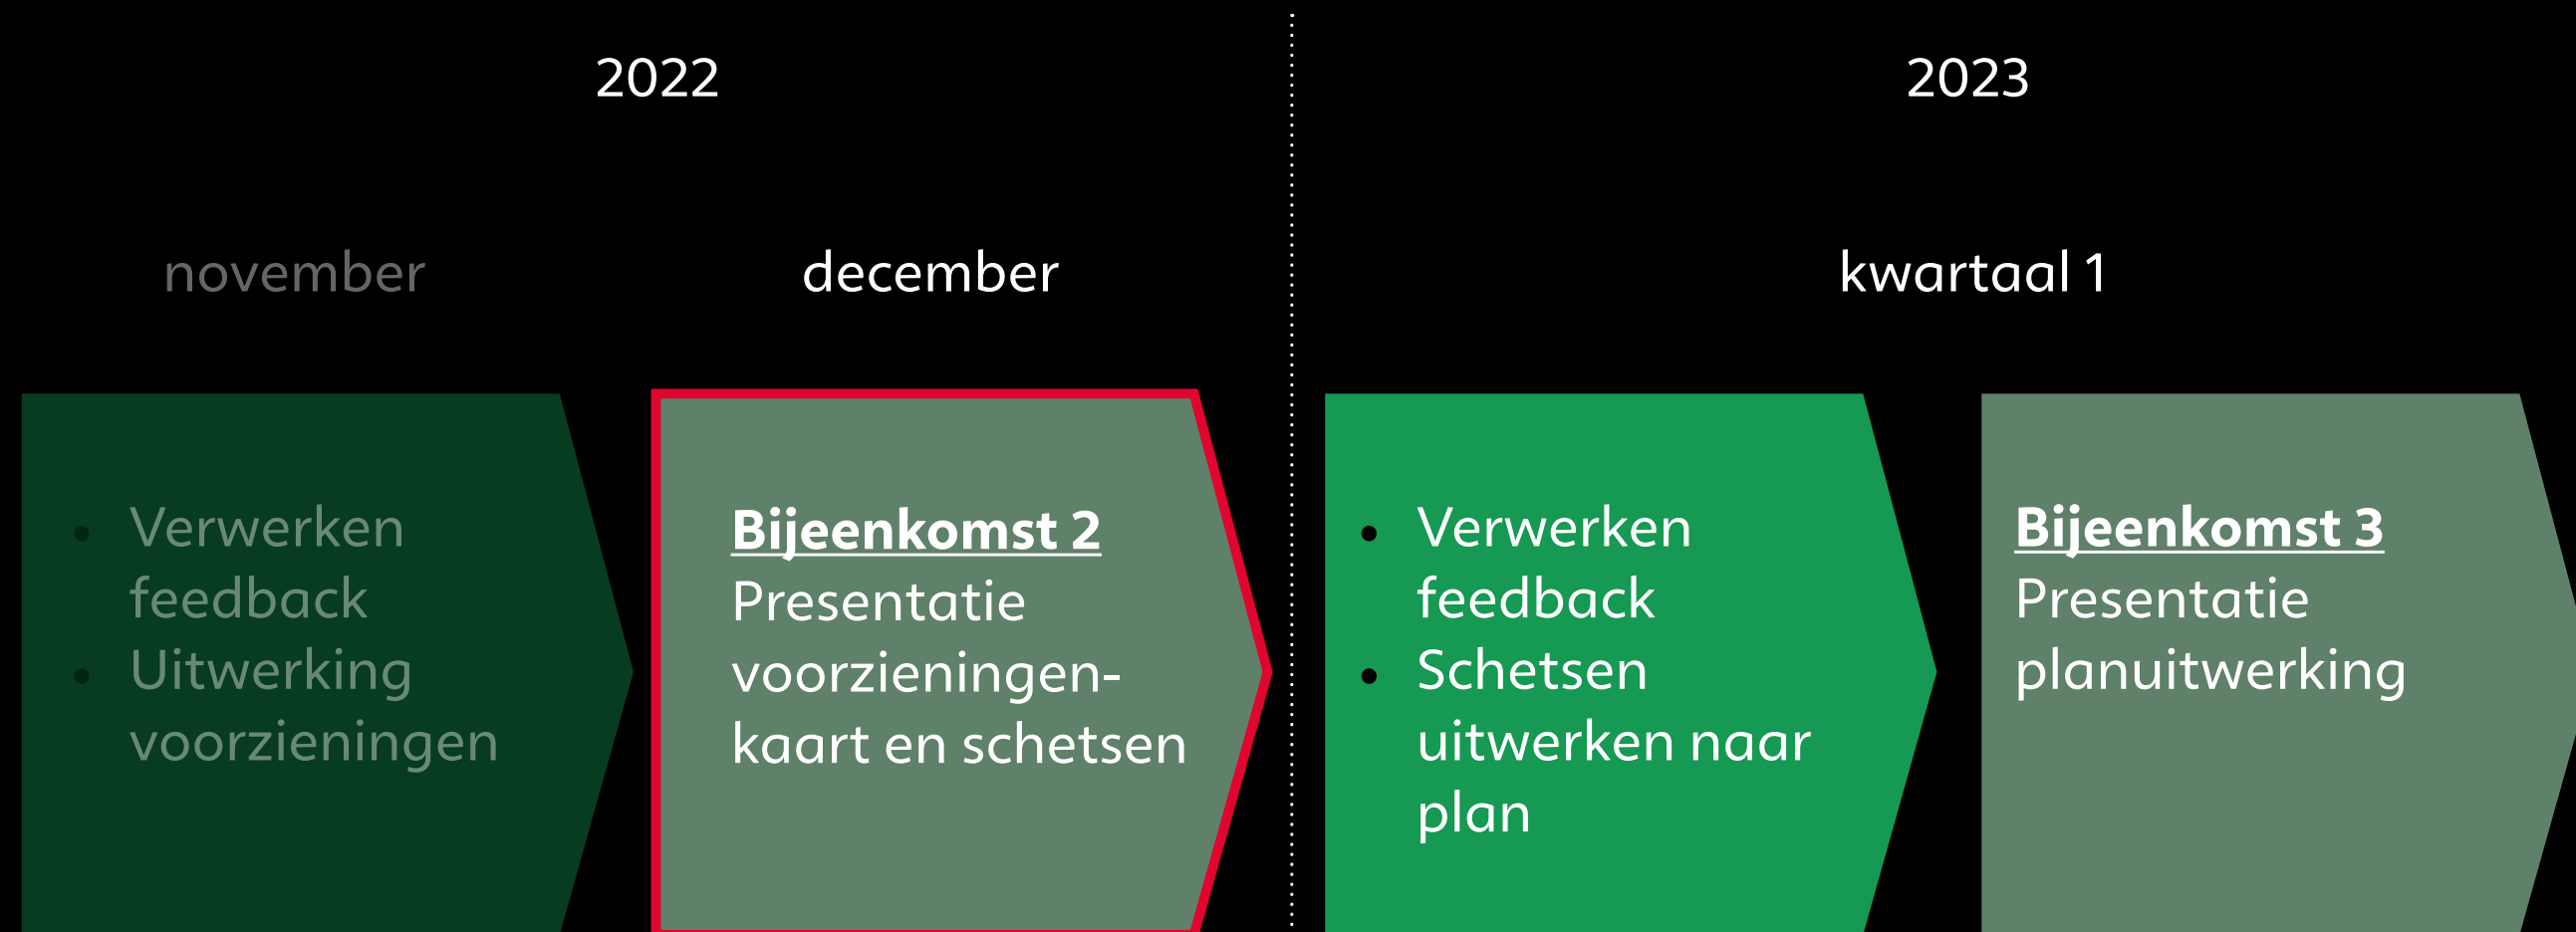 2022
2023
november
december
kwartaal 1
• Verwerken
feedback
• Uitwerking
voorzieningen
Bijeenkomst 2
Presentatie
voorzieningen-
kaart en schetsen
• Verwerken
feedback
• Schetsen
uitwerken naar
plan
Bijeenkomst 3
Presentatie
planuitwerking